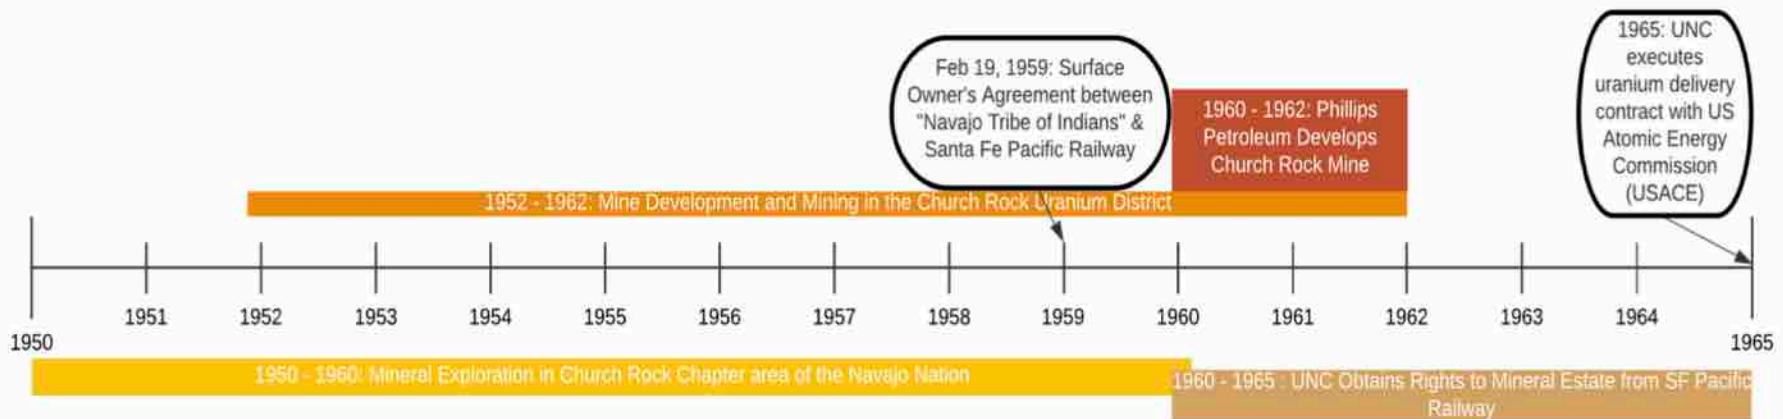 1965: UNC
executes
uranium delivery
contract with US
Atomic Energy
Commission
(USACE)
Feb 19, 1959: Surface
Owner's Agreement between
"Navajo Tribe of Indians" &
Santa Fe Pacific Railway
1960 - 1962: Phillips
Petroleum Develops
Church Rock Mine
1952 - 1962: Mine Development and Mining in the Church Rock Uranium District
1951 1952 1953 1954 1955 1956 1957 1958 1959 1960 1961 1962 1963 1964
1950 1965
1950 - 1960: Mineral Exploration in Church Rock Chapter area of the Navajo Nation
1960 - 1965 : UNC Obtains Rights to Mineral Estate from SF Pacific
Railway